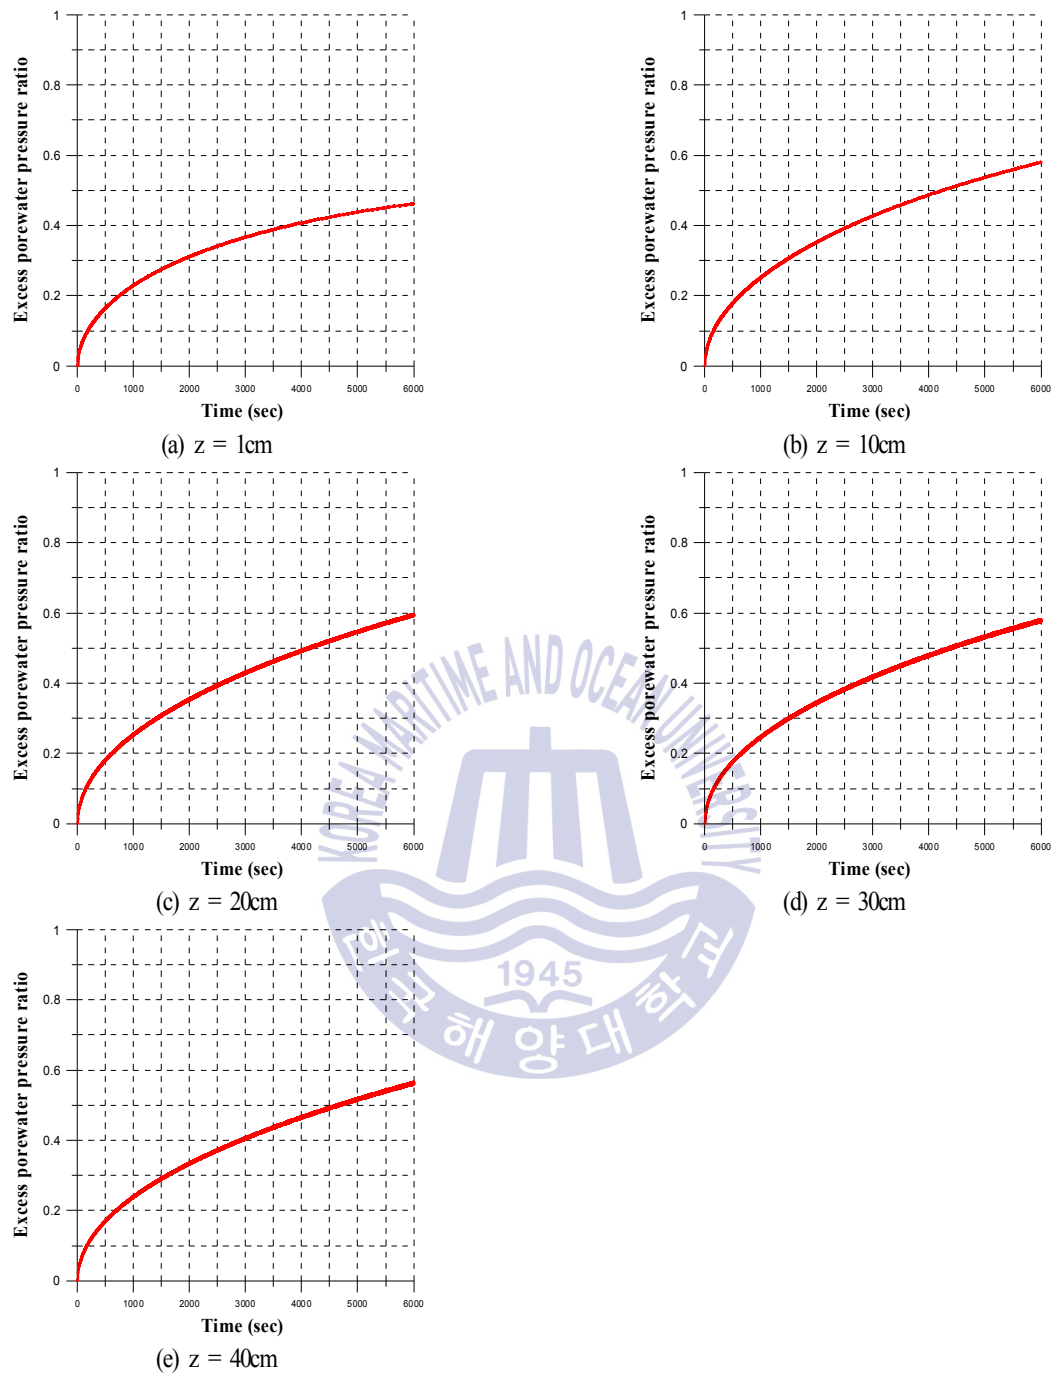 Excess porewater pressure ratio
1
0.8
0.6
0.4
0.2
0
0 1000 2000 3000 4000 5000 6000
Time (sec)
(a) z = 1cm
Excess porewater pressure ratio
1
0.8
0.6
0.4
0.2
0
0 1000 2000 3000 4000 5000 6000
Time (sec)
(b) z = 10cm
Excess porewater pressure ratio
1
0.8
0.6
0.4
0.2
0
0 1000 2000 3000 4000 5000 6000
Time (sec)
(c) z = 20cm
Excess porewater pressure ratio
1
0.8
0.6
0.4
0.2
0
0 1000 2000 3000 4000 5000 6000
Time (sec)
(d) z = 30cm
KOREA MARITIME AND OCEAN UNIVERSITY
1945
한국해양대학교
Excess porewater pressure ratio
1
0.8
0.6
0.4
0.2
0
0 1000 2000 3000 4000 5000 6000
Time (sec)
(e) z = 40cm